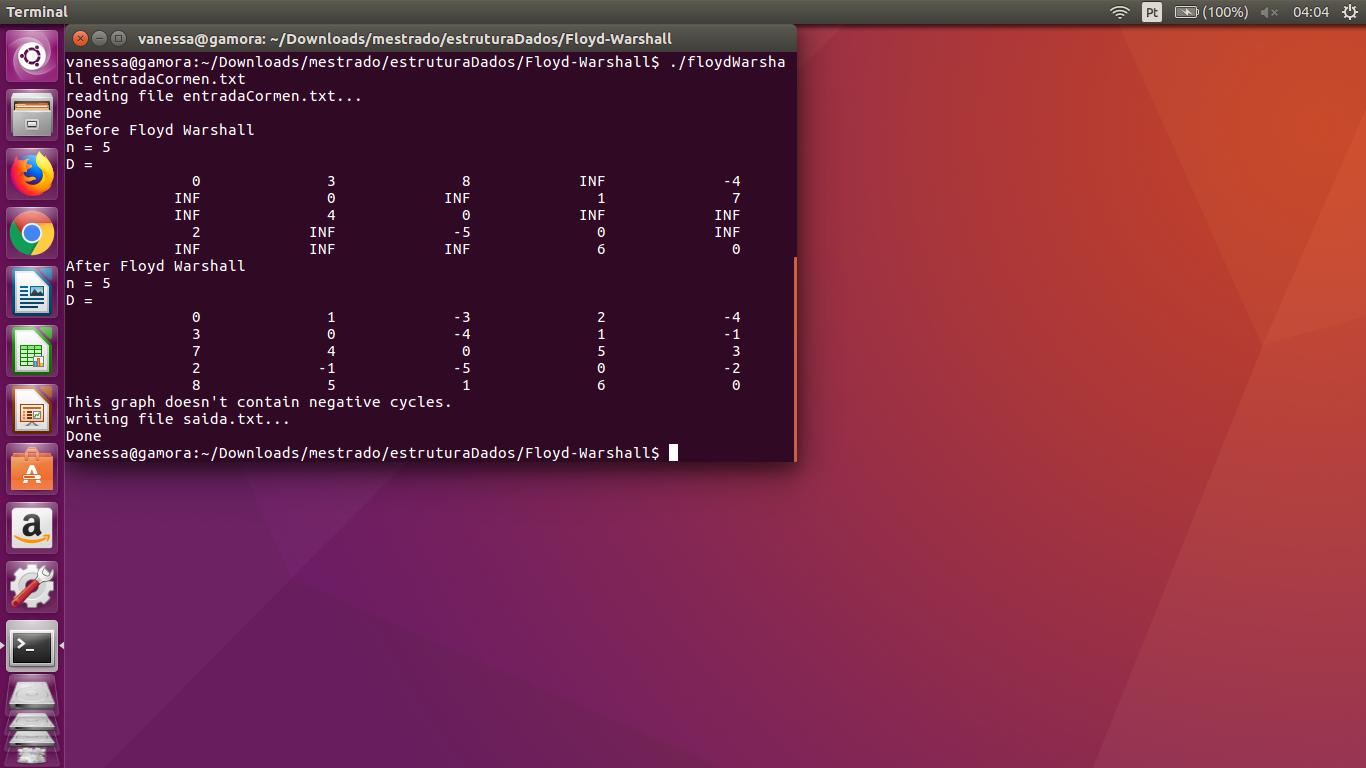 Terminal
Pt (100%) 04:04
vanessa@gamora: ~/Downloads/mestrado/estruturaDados/Floyd-Warshall
vanessa@gamora:~/Downloads/mestrado/estruturaDados/Floyd-Warshall$ ./floydWarsha
ll entradaCormen.txt
reading file entradaCormen.txt...
Done
Before Floyd Warshall
n = 5
D =
0 3 8 INF -4
INF 0 INF 1 7
INF 4 0 INF INF
2 INF -5 0 INF
INF INF INF 6 0
After Floyd Warshall
n = 5
D =
0 1 -3 2 -4
3 0 -4 1 -1
7 4 0 5 3
2 -1 -5 0 -2
8 5 1 6 0
This graph doesn't contain negative cycles.
writing file saida.txt...
Done
vanessa@gamora:~/Downloads/mestrado/estruturaDados/Floyd-Warshall$
a
>_